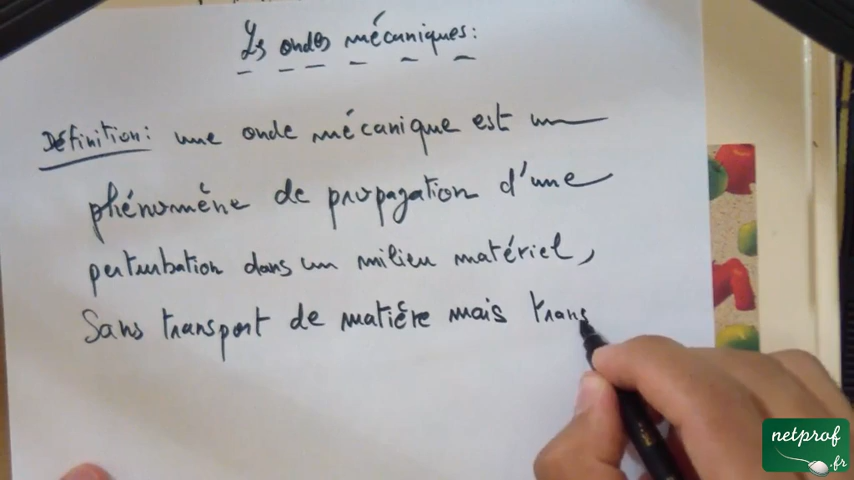 Les ondes mécaniques:
Définition: une onde mécanique est un
phénomène de propagation d'une
perturbation dans un milieu matériel,
Sans transport de matière mais trans
netprof
.fr